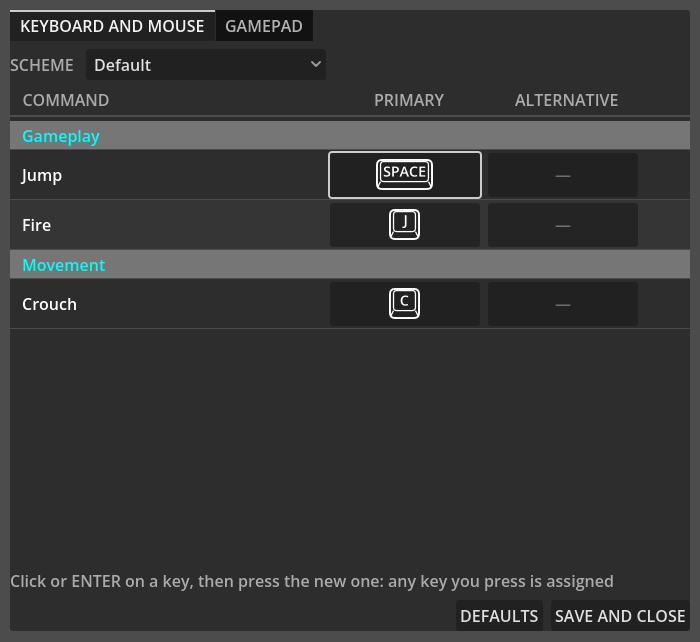 KEYBOARD AND MOUSE GAMEPAD
SCHEME Default
COMMAND PRIMARY ALTERNATIVE
Gameplay
Jump SPACE —
Fire J —
Movement
Crouch C —
Click or ENTER on a key, then press the new one: any key you press is assigned
DEFAULTS SAVE AND CLOSE